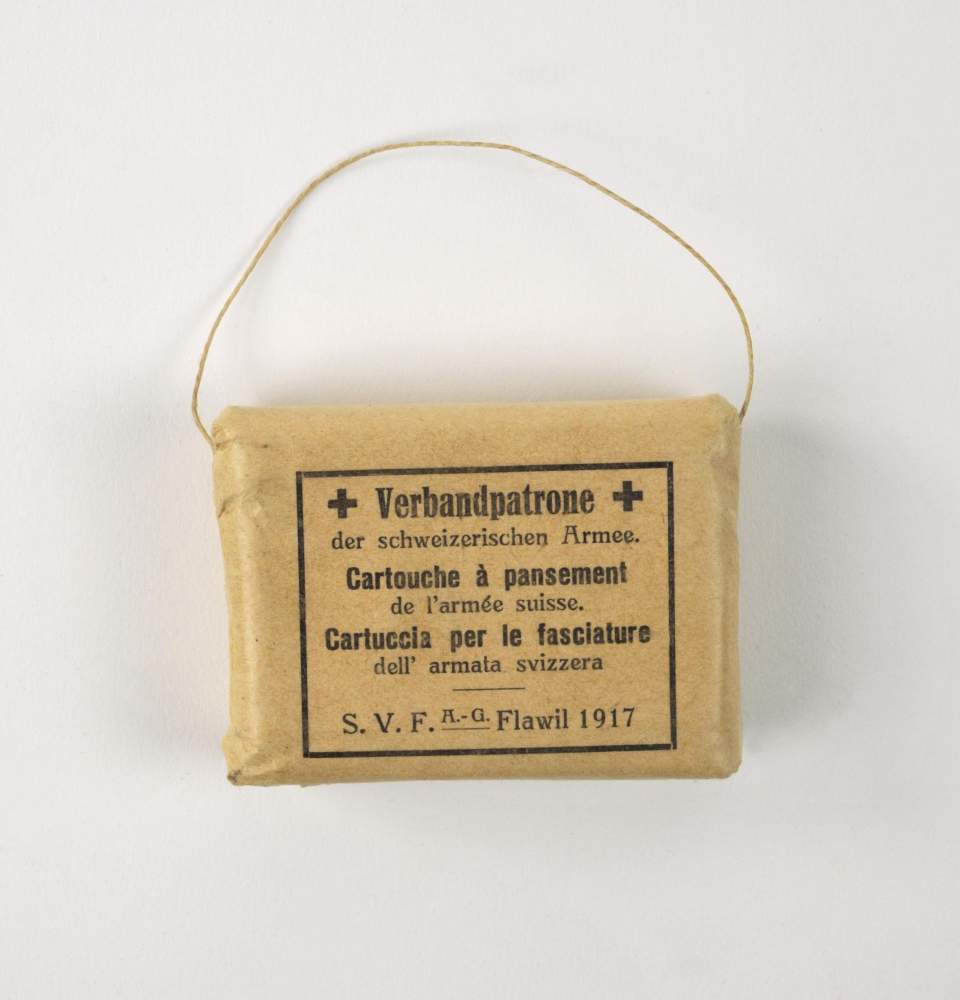 ✚ Verbandpatrone ✚
der schweizerischen Armee.
Cartouche à pansement
de l'armée suisse.
Cartuccia per le fasciature
dell' armata svizzera
S. V. F. A.-G. Flawil 1917